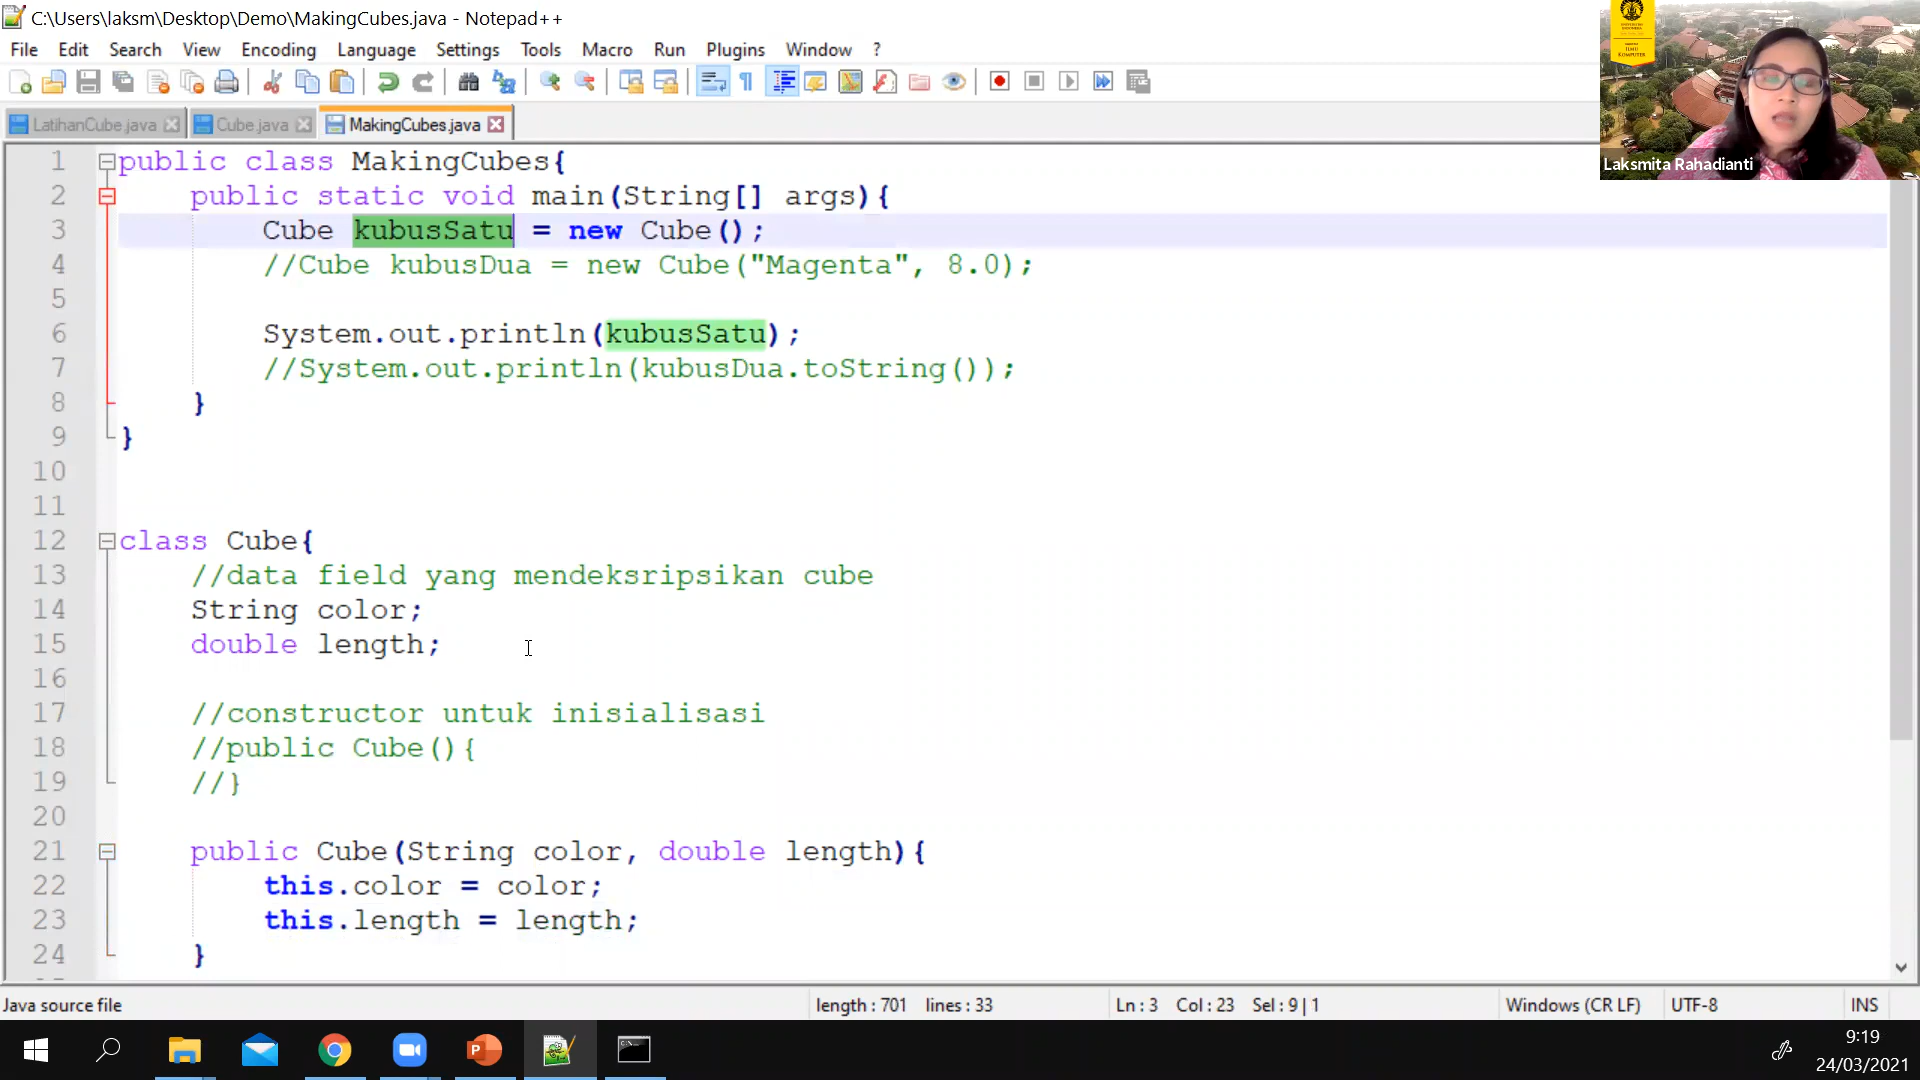 C:\Users\laksm\Desktop\Demo\MakingCubes.java - Notepad++
File Edit Search View Encoding Language Settings Tools Macro Run Plugins Window ?
LatihanCube.java Cube.java MakingCubes.java
1 public class MakingCubes{
2 public static void main(String[] args){
3 Cube kubusSatu = new Cube();
4 //Cube kubusDua = new Cube("Magenta", 8.0);
5
6 System.out.println(kubusSatu);
7 //System.out.println(kubusDua.toString());
8 }
9 }
10
11
12 class Cube{
13 //data field yang mendeksripsikan cube
14 String color;
15 double length;
16
17 //constructor untuk inisialisasi
18 //public Cube(){
19 //}
20
21 public Cube(String color, double length){
22 this.color = color;
23 this.length = length;
24 }
Laksmita Rahadianti
Java source file length : 701 lines : 33 Ln : 3 Col : 23 Sel : 9 | 1 Windows (CR LF) UTF-8 INS
9:19
24/03/2021